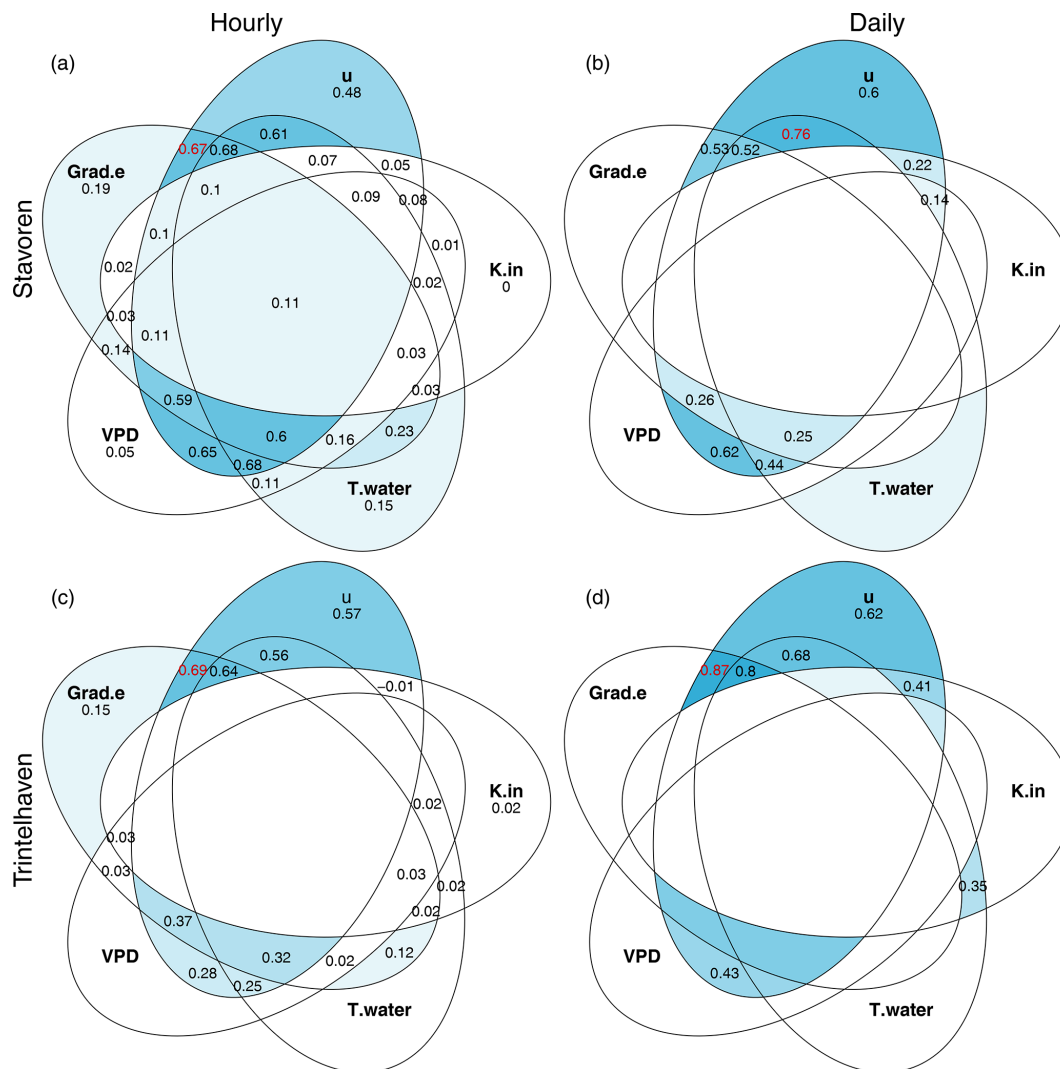 Hourly
Daily
Stavoren
Trintelhaven
(a)
u
0.48
0.67
0.68
0.61
Grad.e
0.19
0.07
0.05
0.1
0.09
0.08
0.1
0.01
0.02
K.in
0
0.02
0.11
0.03
0.11
0.14
0.03
0.03
0.59
VPD
0.05
0.6
0.16
0.23
0.65
0.68
0.11
T.water
0.15
(b)
u
0.6
0.76
0.53
0.52
Grad.e
0.22
0.14
K.in
0.26
VPD
0.25
0.62
0.44
T.water
(c)
u
0.57
0.69
0.64
0.56
Grad.e
0.15
−0.01
K.in
0.02
0.02
0.03
0.03
0.03
0.02
0.02
0.37
VPD
0.32
0.02
0.12
0.28
0.25
T.water
(d)
u
0.62
0.87
0.8
0.68
Grad.e
0.41
K.in
0.35
VPD
0.43
T.water